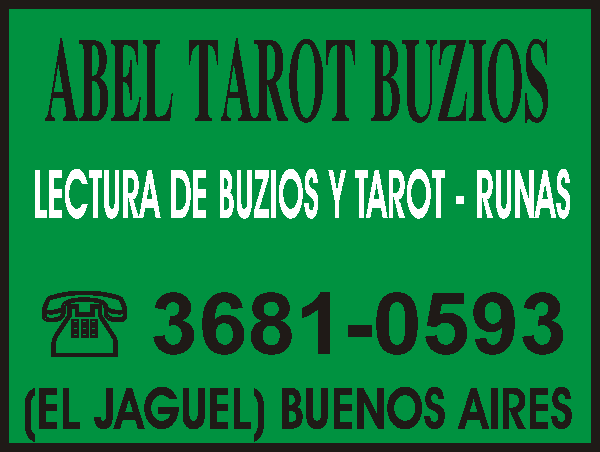 ABEL TAROT BUZIOS
LECTURA DE BUZIOS Y TAROT - RUNAS
3681-0593
(EL JAGUEL) BUENOS AIRES